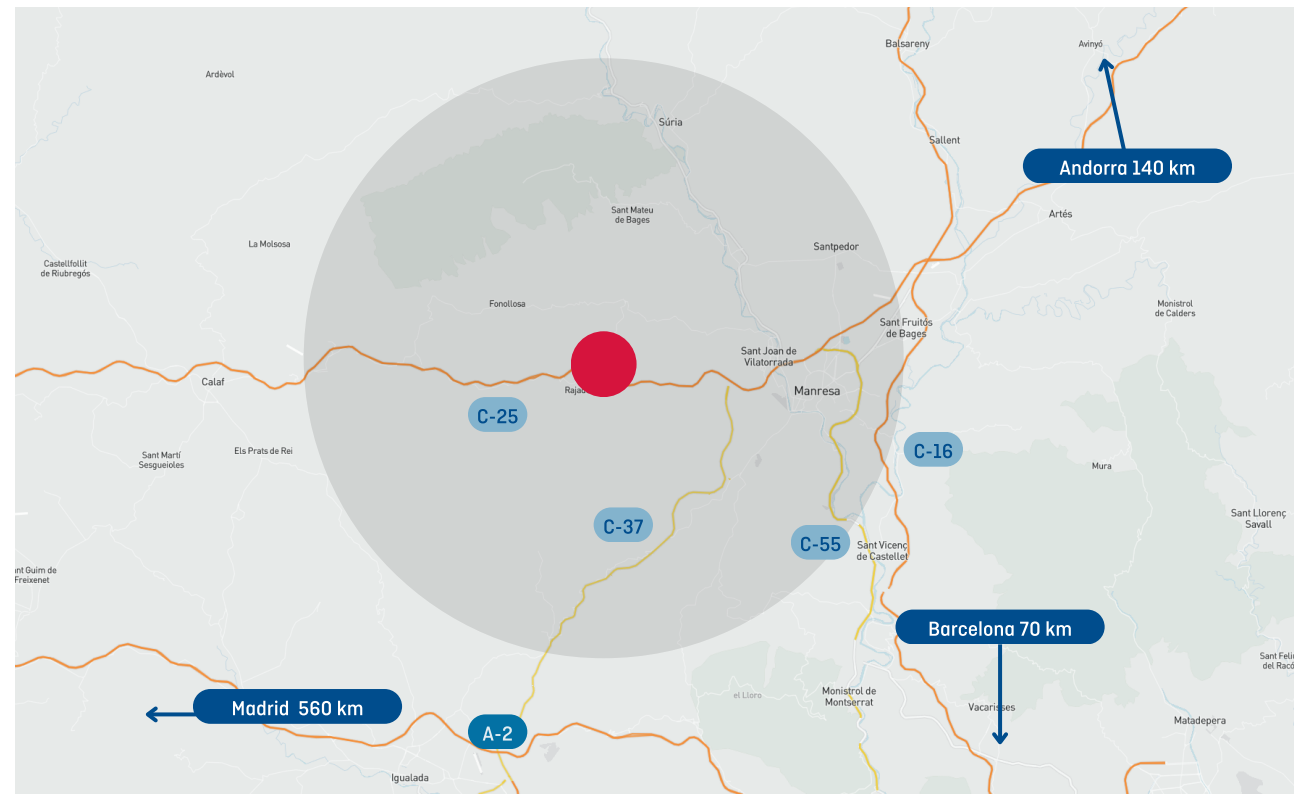 Balsareny
Avinyó
Ardèvol
Súria
Sallent
Andorra 140 km
Sant Mateu
de Bages
Artés
La Molsosa
Santpedor
Castellfollit
de Riubregós
Fonollosa
Monistrol
de Calders
Sant Fruitós
de Bages
Sant Joan de
Vilatorrada
Calaf
Manresa
C-25
Els Prats de Rei
Sant Martí
Sesgueioles
C-16
Mura
C-37
Sant Llorenç
Savall
C-55
Sant Vicenç
de Castellet
nt Guim de
Freixenet
Barcelona 70 km
Sant Feli
del Racó
el Lloro
Monistrol de
Montserrat
Madrid 560 km
Vacarisses
Matadepera
A-2
Igualada